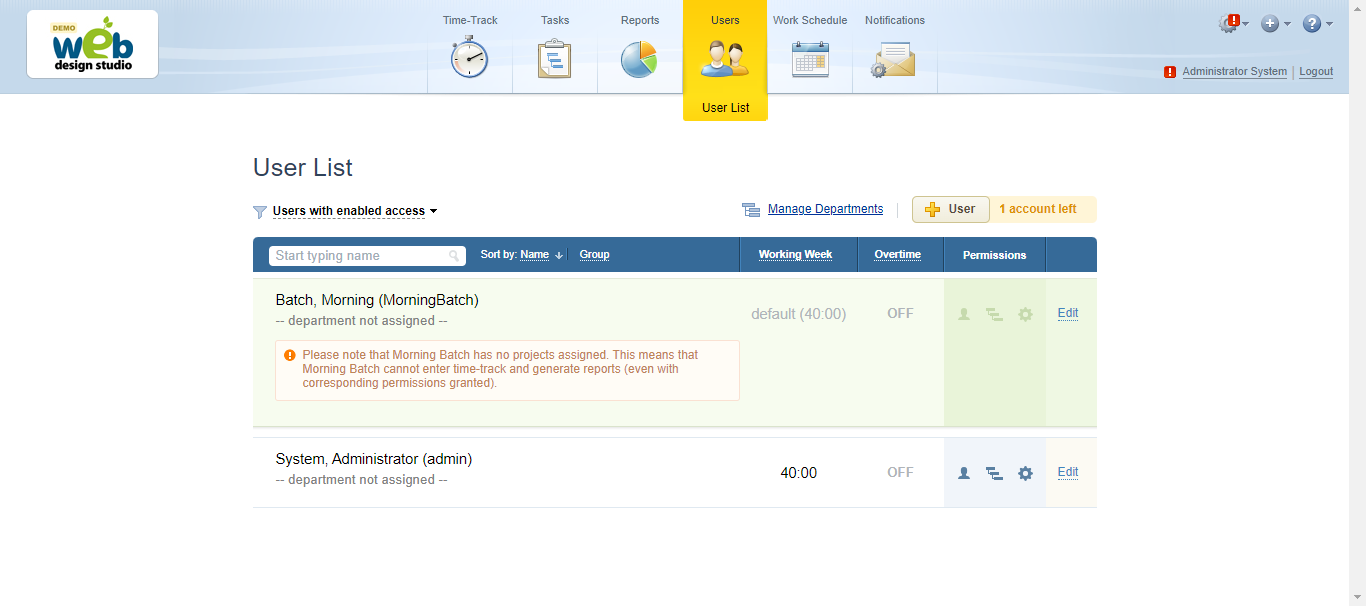 DEMO
web
design studio
Time-Track
Tasks
Reports
Users
Work Schedule
Notifications
User List
Administrator System
Logout
User List
Users with enabled access
Manage Departments
User
1 account left
Start typing name
Sort by: Name ↓
Group
Working Week
Overtime
Permissions
Batch, Morning (MorningBatch)
-- department not assigned --
default (40:00)
OFF
Edit
Please note that Morning Batch has no projects assigned. This means that
Morning Batch cannot enter time-track and generate reports (even with
corresponding permissions granted).
System, Administrator (admin)
-- department not assigned --
40:00
OFF
Edit